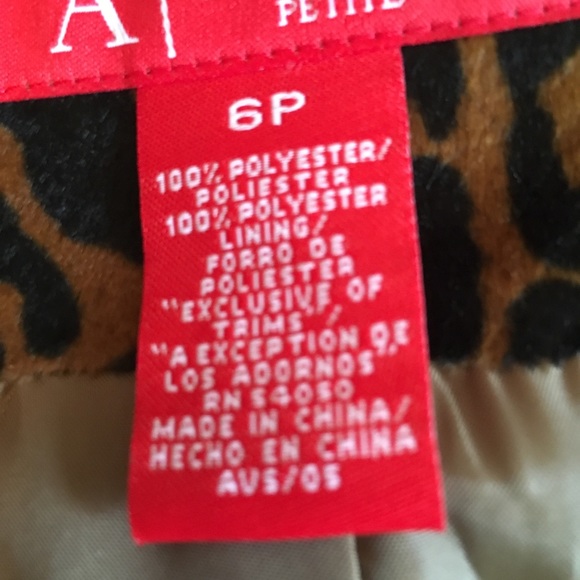 A
PETITE
6P
100% POLYESTER/
POLIESTER
100% POLYESTER
LINING/
FORRO DE
POLIESTER
"EXCLUSIVE OF
TRIMS"/
"A EXCEPTION DE
LOS ADORNOS"
RN 54050
MADE IN CHINA/
HECHO EN CHINA
AVS/05